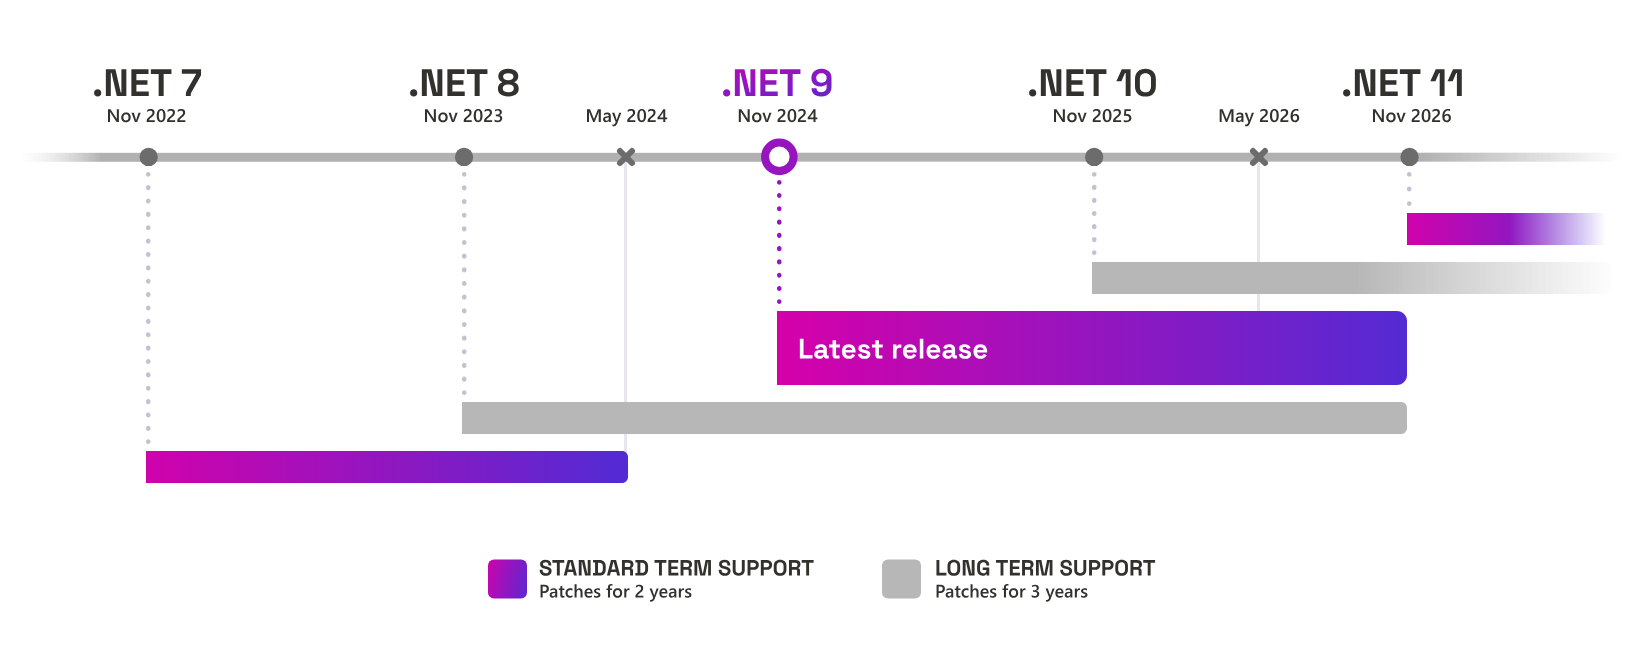 .NET 7
Nov 2022
.NET 8
Nov 2023
May 2024
.NET 9
Nov 2024
.NET 10
Nov 2025
May 2026
.NET 11
Nov 2026
Latest release
STANDARD TERM SUPPORT
Patches for 2 years
LONG TERM SUPPORT
Patches for 3 years